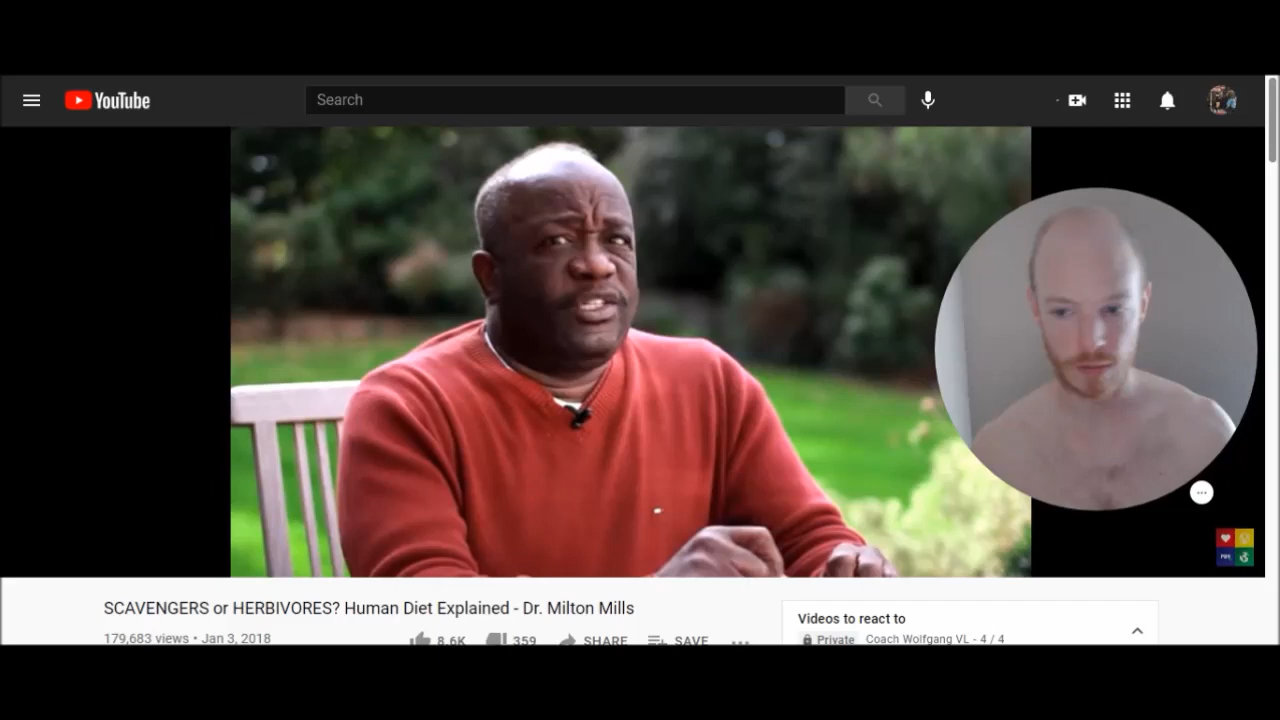 YouTube
Search
SCAVENGERS or HERBIVORES? Human Diet Explained - Dr. Milton Mills
179,683 views • Jan 3, 2018
8.6K
359
SHARE
SAVE
Videos to react to
Private
Coach Wolfgang VL - 4 / 4